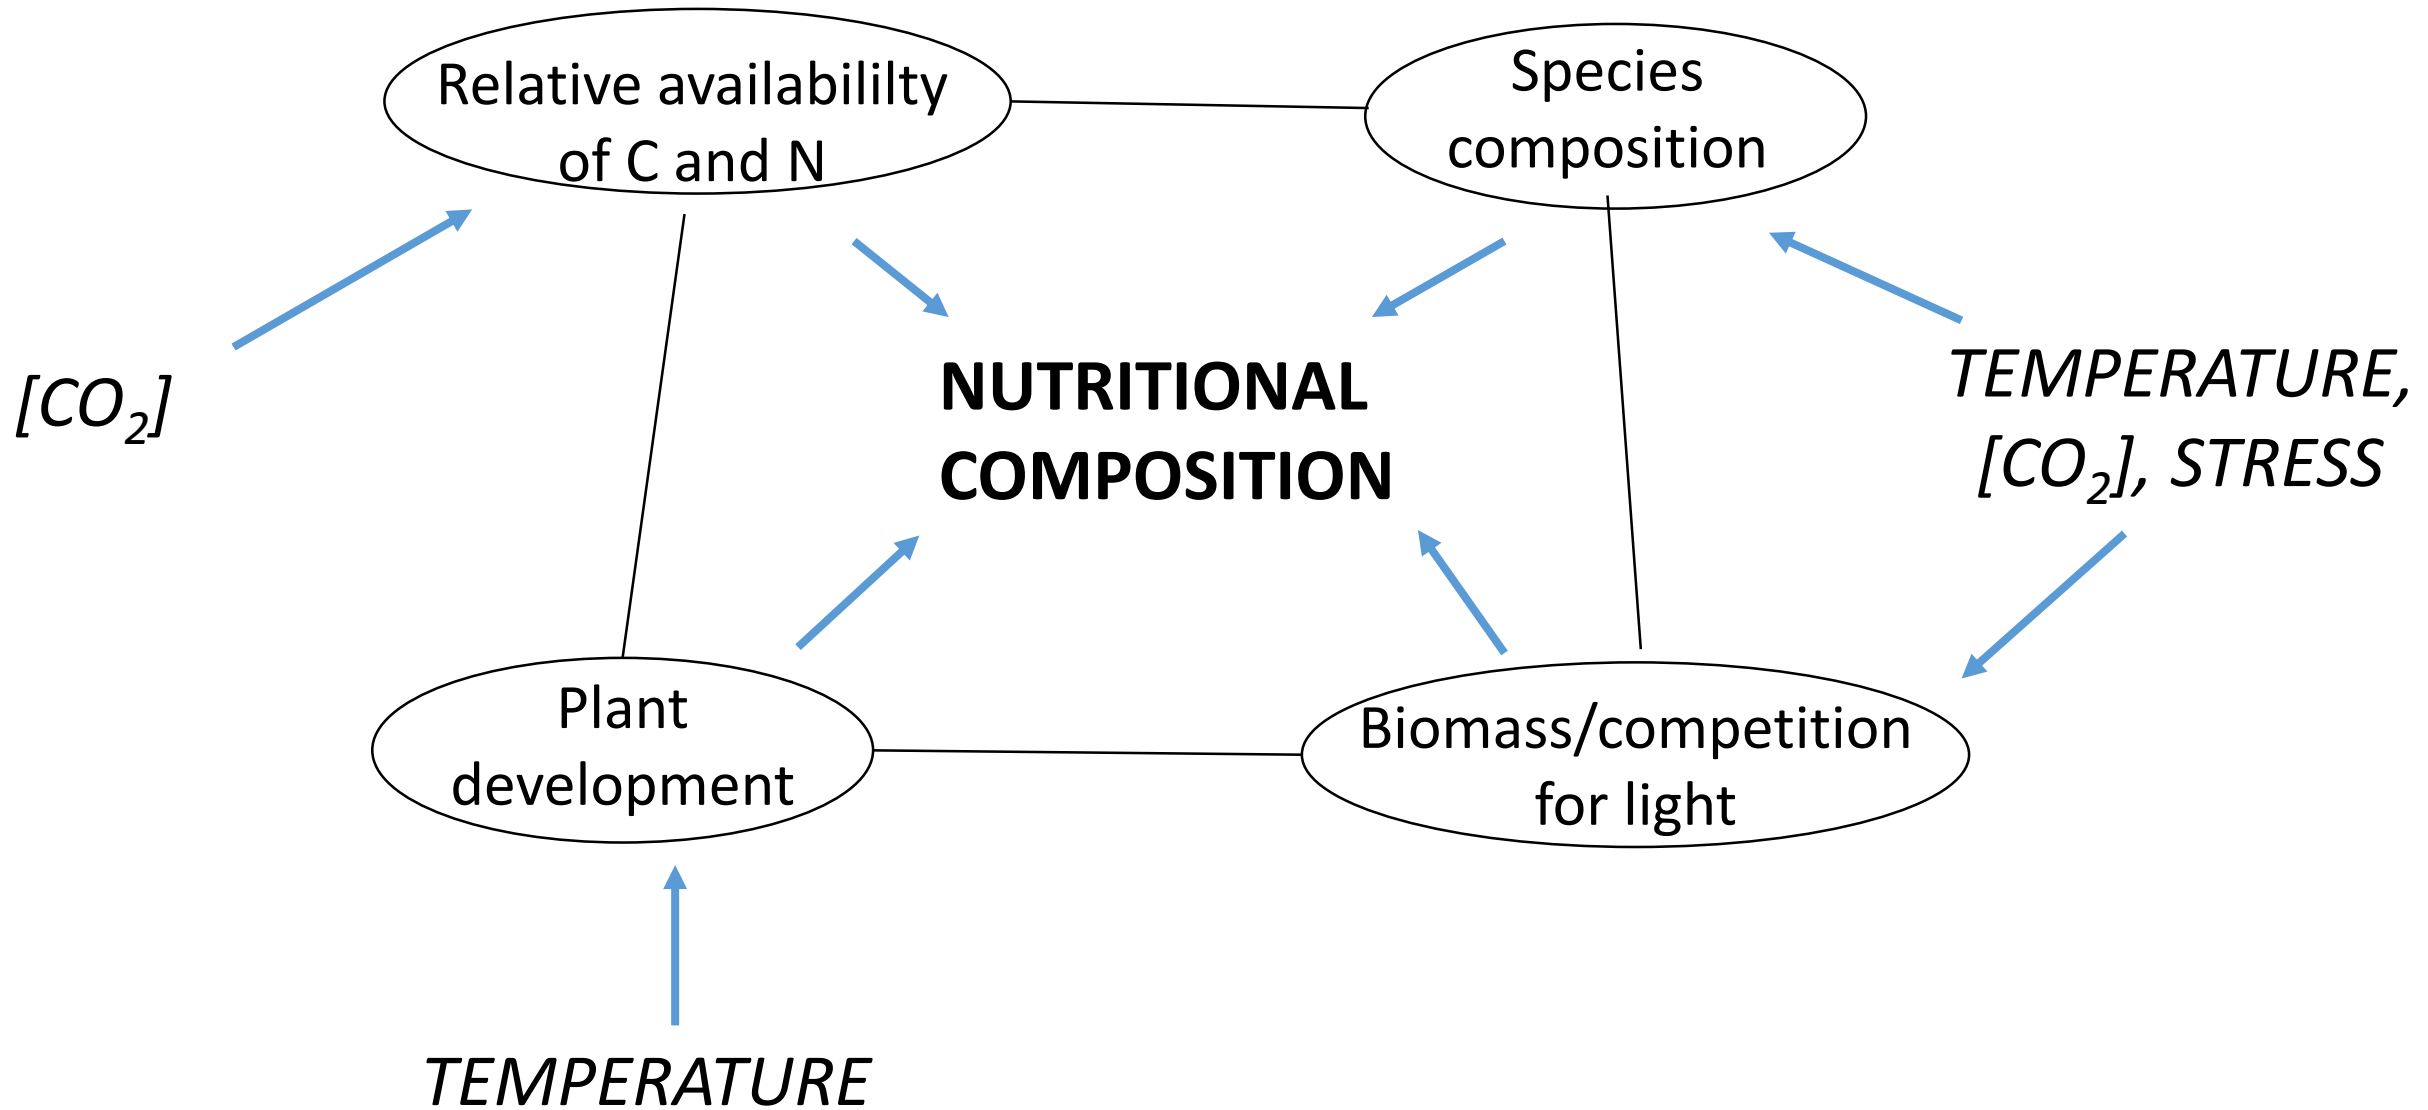 Relative availabililty
of C and N
Species
composition
[CO₂]
NUTRITIONAL
COMPOSITION
TEMPERATURE,
[CO₂], STRESS
Plant
development
Biomass/competition
for light
TEMPERATURE